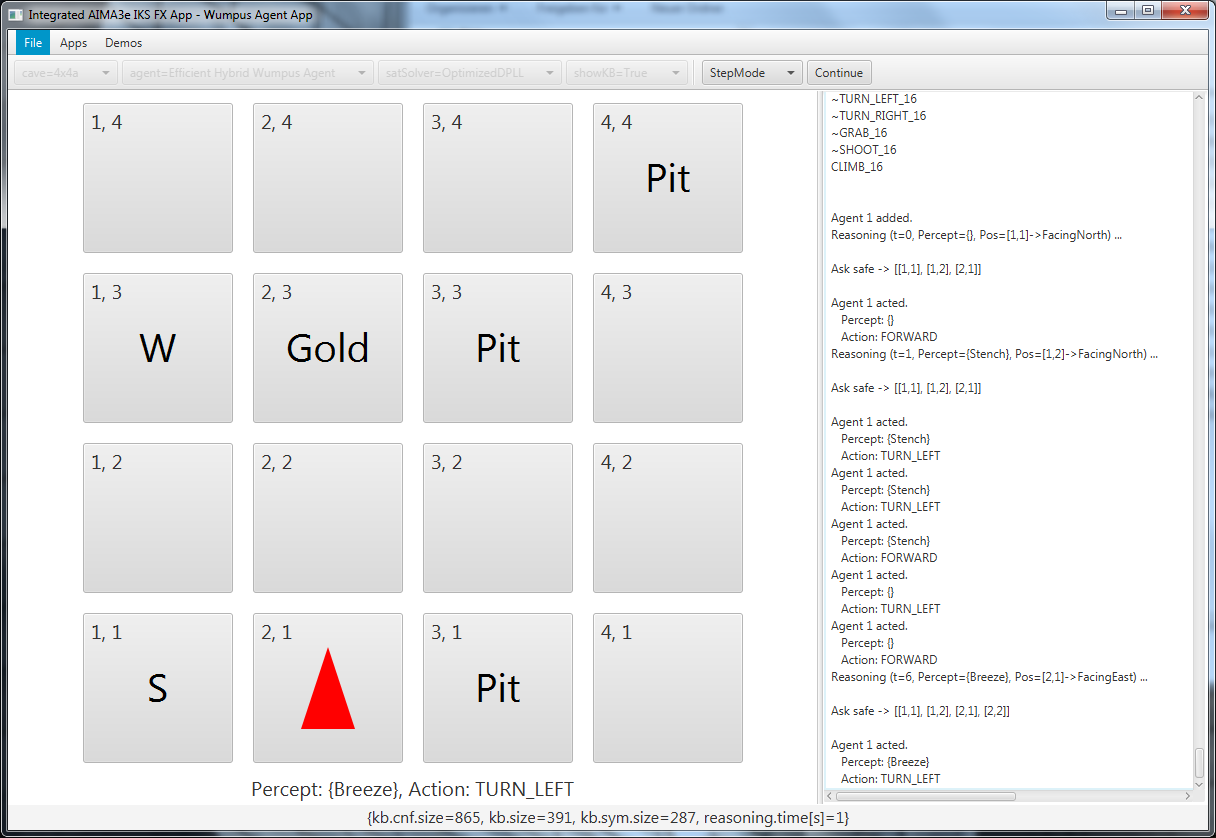 Integrated AIMA3e IKS FX App - Wumpus Agent App
File Apps Demos
cave=4x4a agent=Efficient Hybrid Wumpus Agent satSolver=OptimizedDPLL showKB=True StepMode Continue
1, 4 2, 4 3, 4 4, 4
Pit
1, 3 2, 3 3, 3 4, 3
W Gold Pit
1, 2 2, 2 3, 2 4, 2
1, 1 2, 1 3, 1 4, 1
S Pit
Percept: {Breeze}, Action: TURN_LEFT
~TURN_LEFT_16
~TURN_RIGHT_16
~GRAB_16
~SHOOT_16
CLIMB_16
Agent 1 added.
Reasoning (t=0, Percept={}, Pos=[1,1]->FacingNorth) ...
Ask safe -> [[1,1], [1,2], [2,1]]
Agent 1 acted.
Percept: {}
Action: FORWARD
Reasoning (t=1, Percept={Stench}, Pos=[1,2]->FacingNorth) ...
Ask safe -> [[1,1], [1,2], [2,1]]
Agent 1 acted.
Percept: {Stench}
Action: TURN_LEFT
Agent 1 acted.
Percept: {Stench}
Action: TURN_LEFT
Agent 1 acted.
Percept: {Stench}
Action: FORWARD
Agent 1 acted.
Percept: {}
Action: TURN_LEFT
Agent 1 acted.
Percept: {}
Action: FORWARD
Reasoning (t=6, Percept={Breeze}, Pos=[2,1]->FacingEast) ...
Ask safe -> [[1,1], [1,2], [2,1], [2,2]]
Agent 1 acted.
Percept: {Breeze}
Action: TURN_LEFT
{kb.cnf.size=865, kb.size=391, kb.sym.size=287, reasoning.time[s]=1}